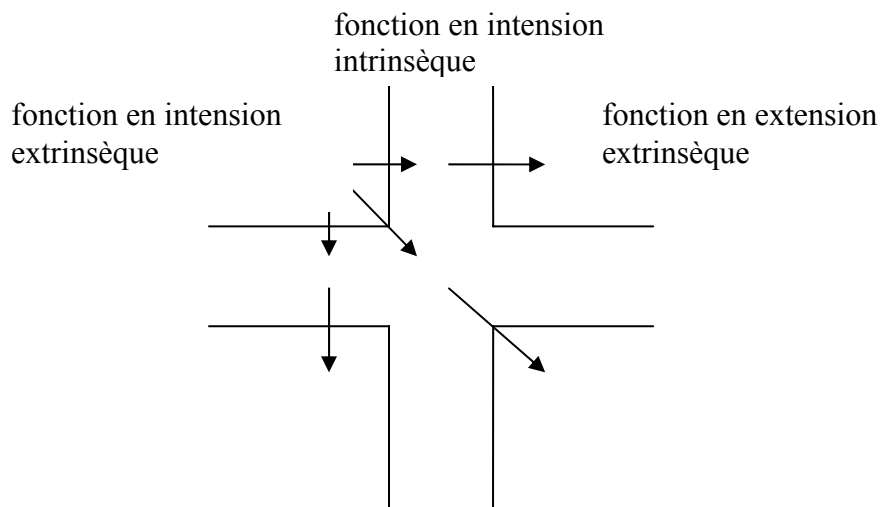 fonction en intension
intrinsèque
fonction en intension
extrinsèque
fonction en extension
extrinsèque